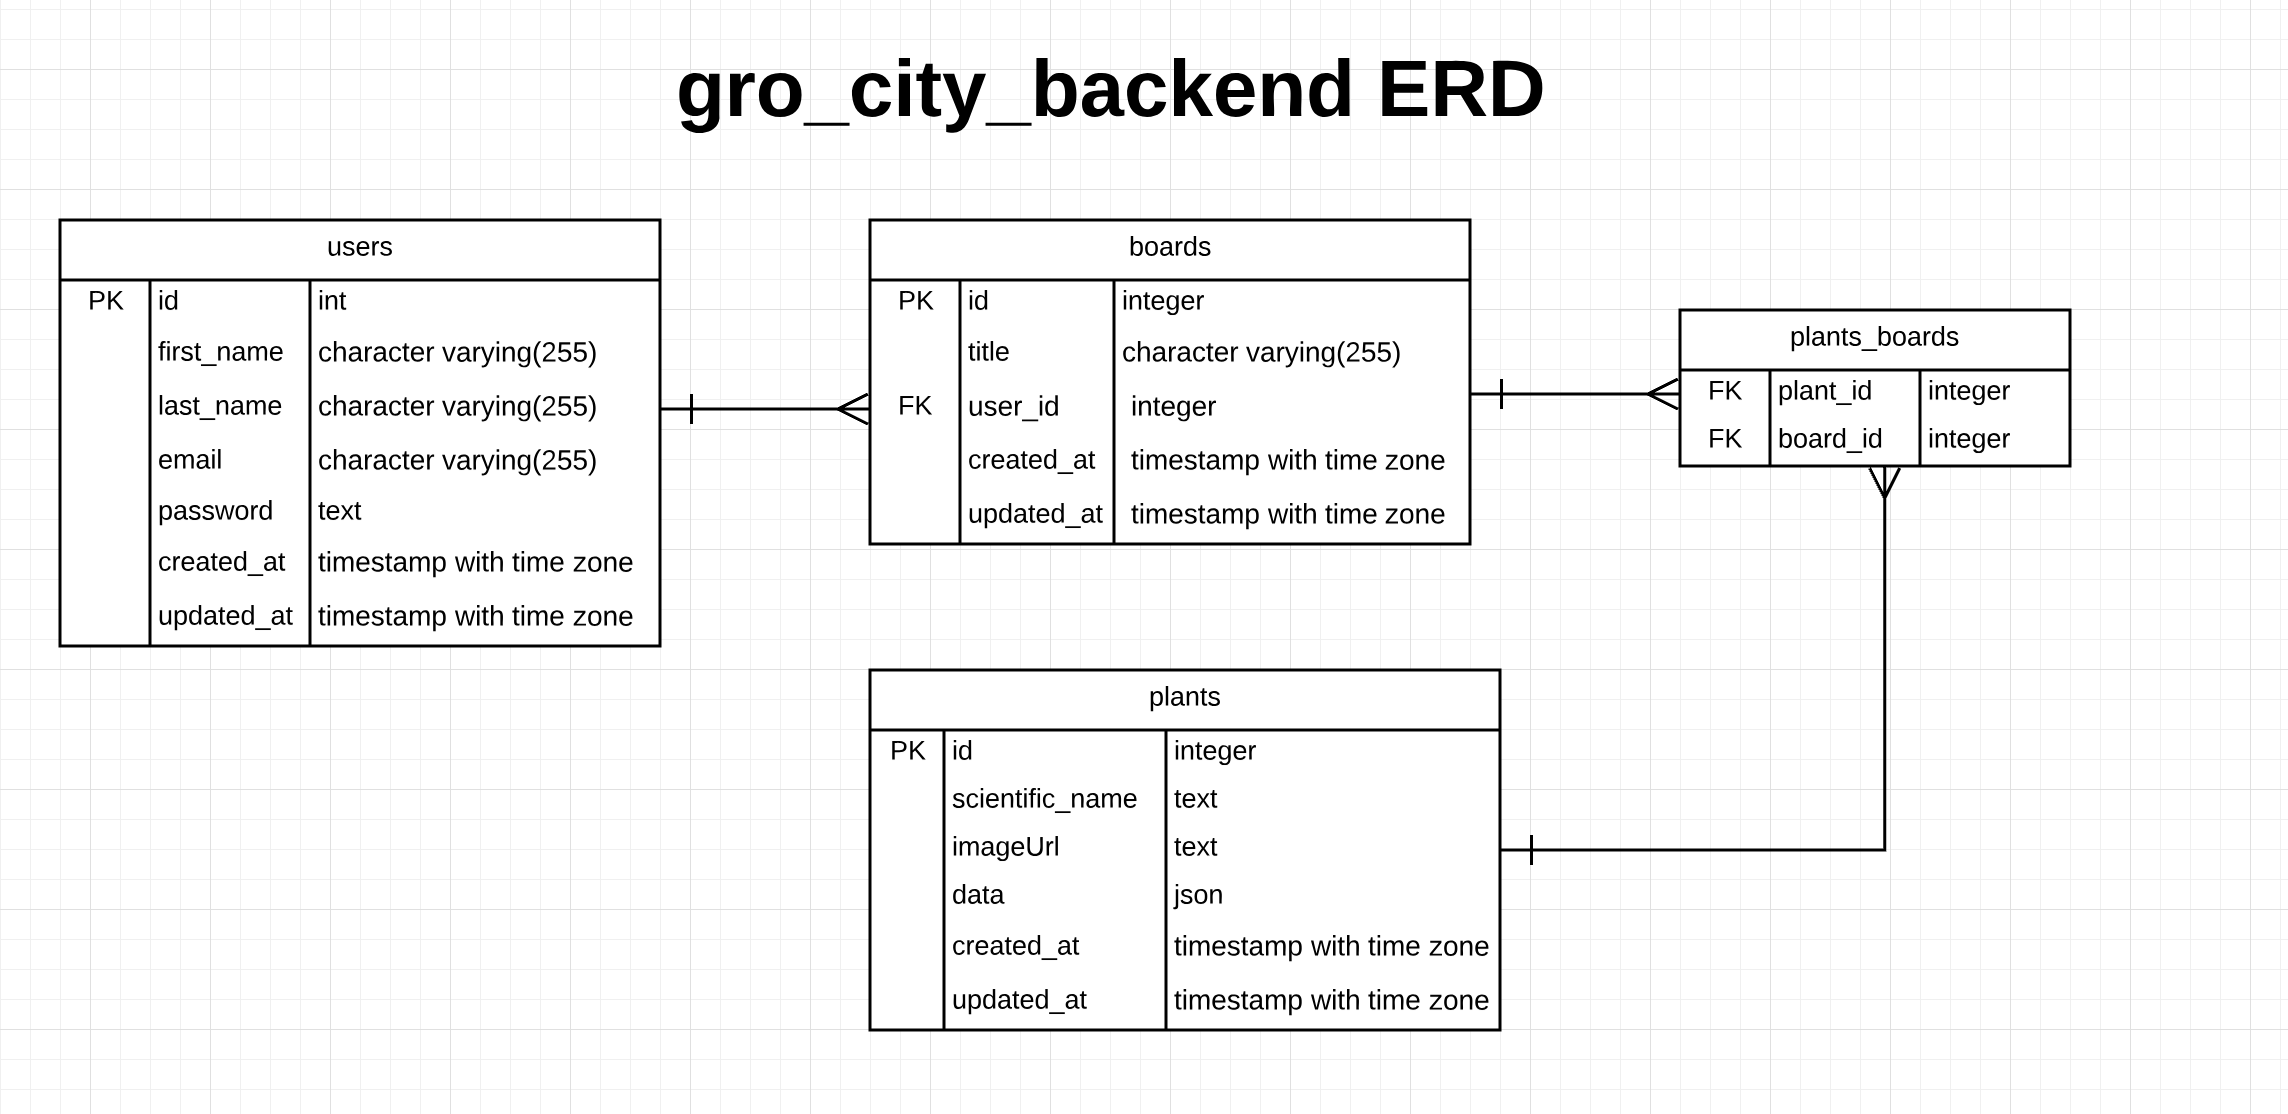 gro_city_backend ERD
users
PK id int
first_name character varying(255)
last_name character varying(255)
email character varying(255)
password text
created_at timestamp with time zone
updated_at timestamp with time zone
boards
PK id integer
title character varying(255)
FK user_id integer
created_at timestamp with time zone
updated_at timestamp with time zone
plants_boards
FK plant_id integer
FK board_id integer
plants
PK id integer
scientific_name text
imageUrl text
data json
created_at timestamp with time zone
updated_at timestamp with time zone